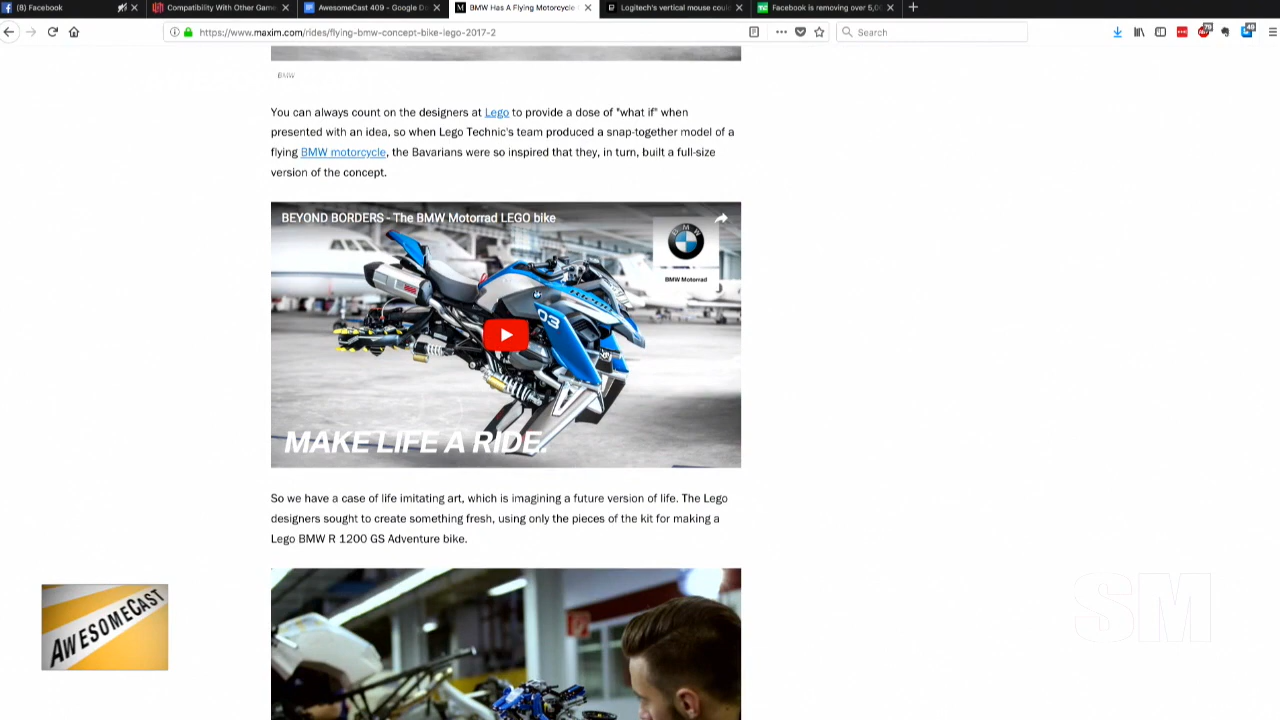 (8) Facebook
Compatibility With Other Game
AwesomeCast 409 - Google D
BMW Has A Flying Motorcycle
Logitech's vertical mouse coul
Facebook is removing over 5,0
https://www.maxim.com/rides/flying-bmw-concept-bike-lego-2017-2
Search
BMW
You can always count on the designers at Lego to provide a dose of "what if" when
presented with an idea, so when Lego Technic's team produced a snap-together model of a
flying BMW motorcycle, the Bavarians were so inspired that they, in turn, built a full-size
version of the concept.
BEYOND BORDERS - The BMW Motorrad LEGO bike
BMW
BMW Motorrad
03
MAKE LIFE A RIDE.
So we have a case of life imitating art, which is imagining a future version of life. The Lego
designers sought to create something fresh, using only the pieces of the kit for making a
Lego BMW R 1200 GS Adventure bike.
AWESOMECAST
SM